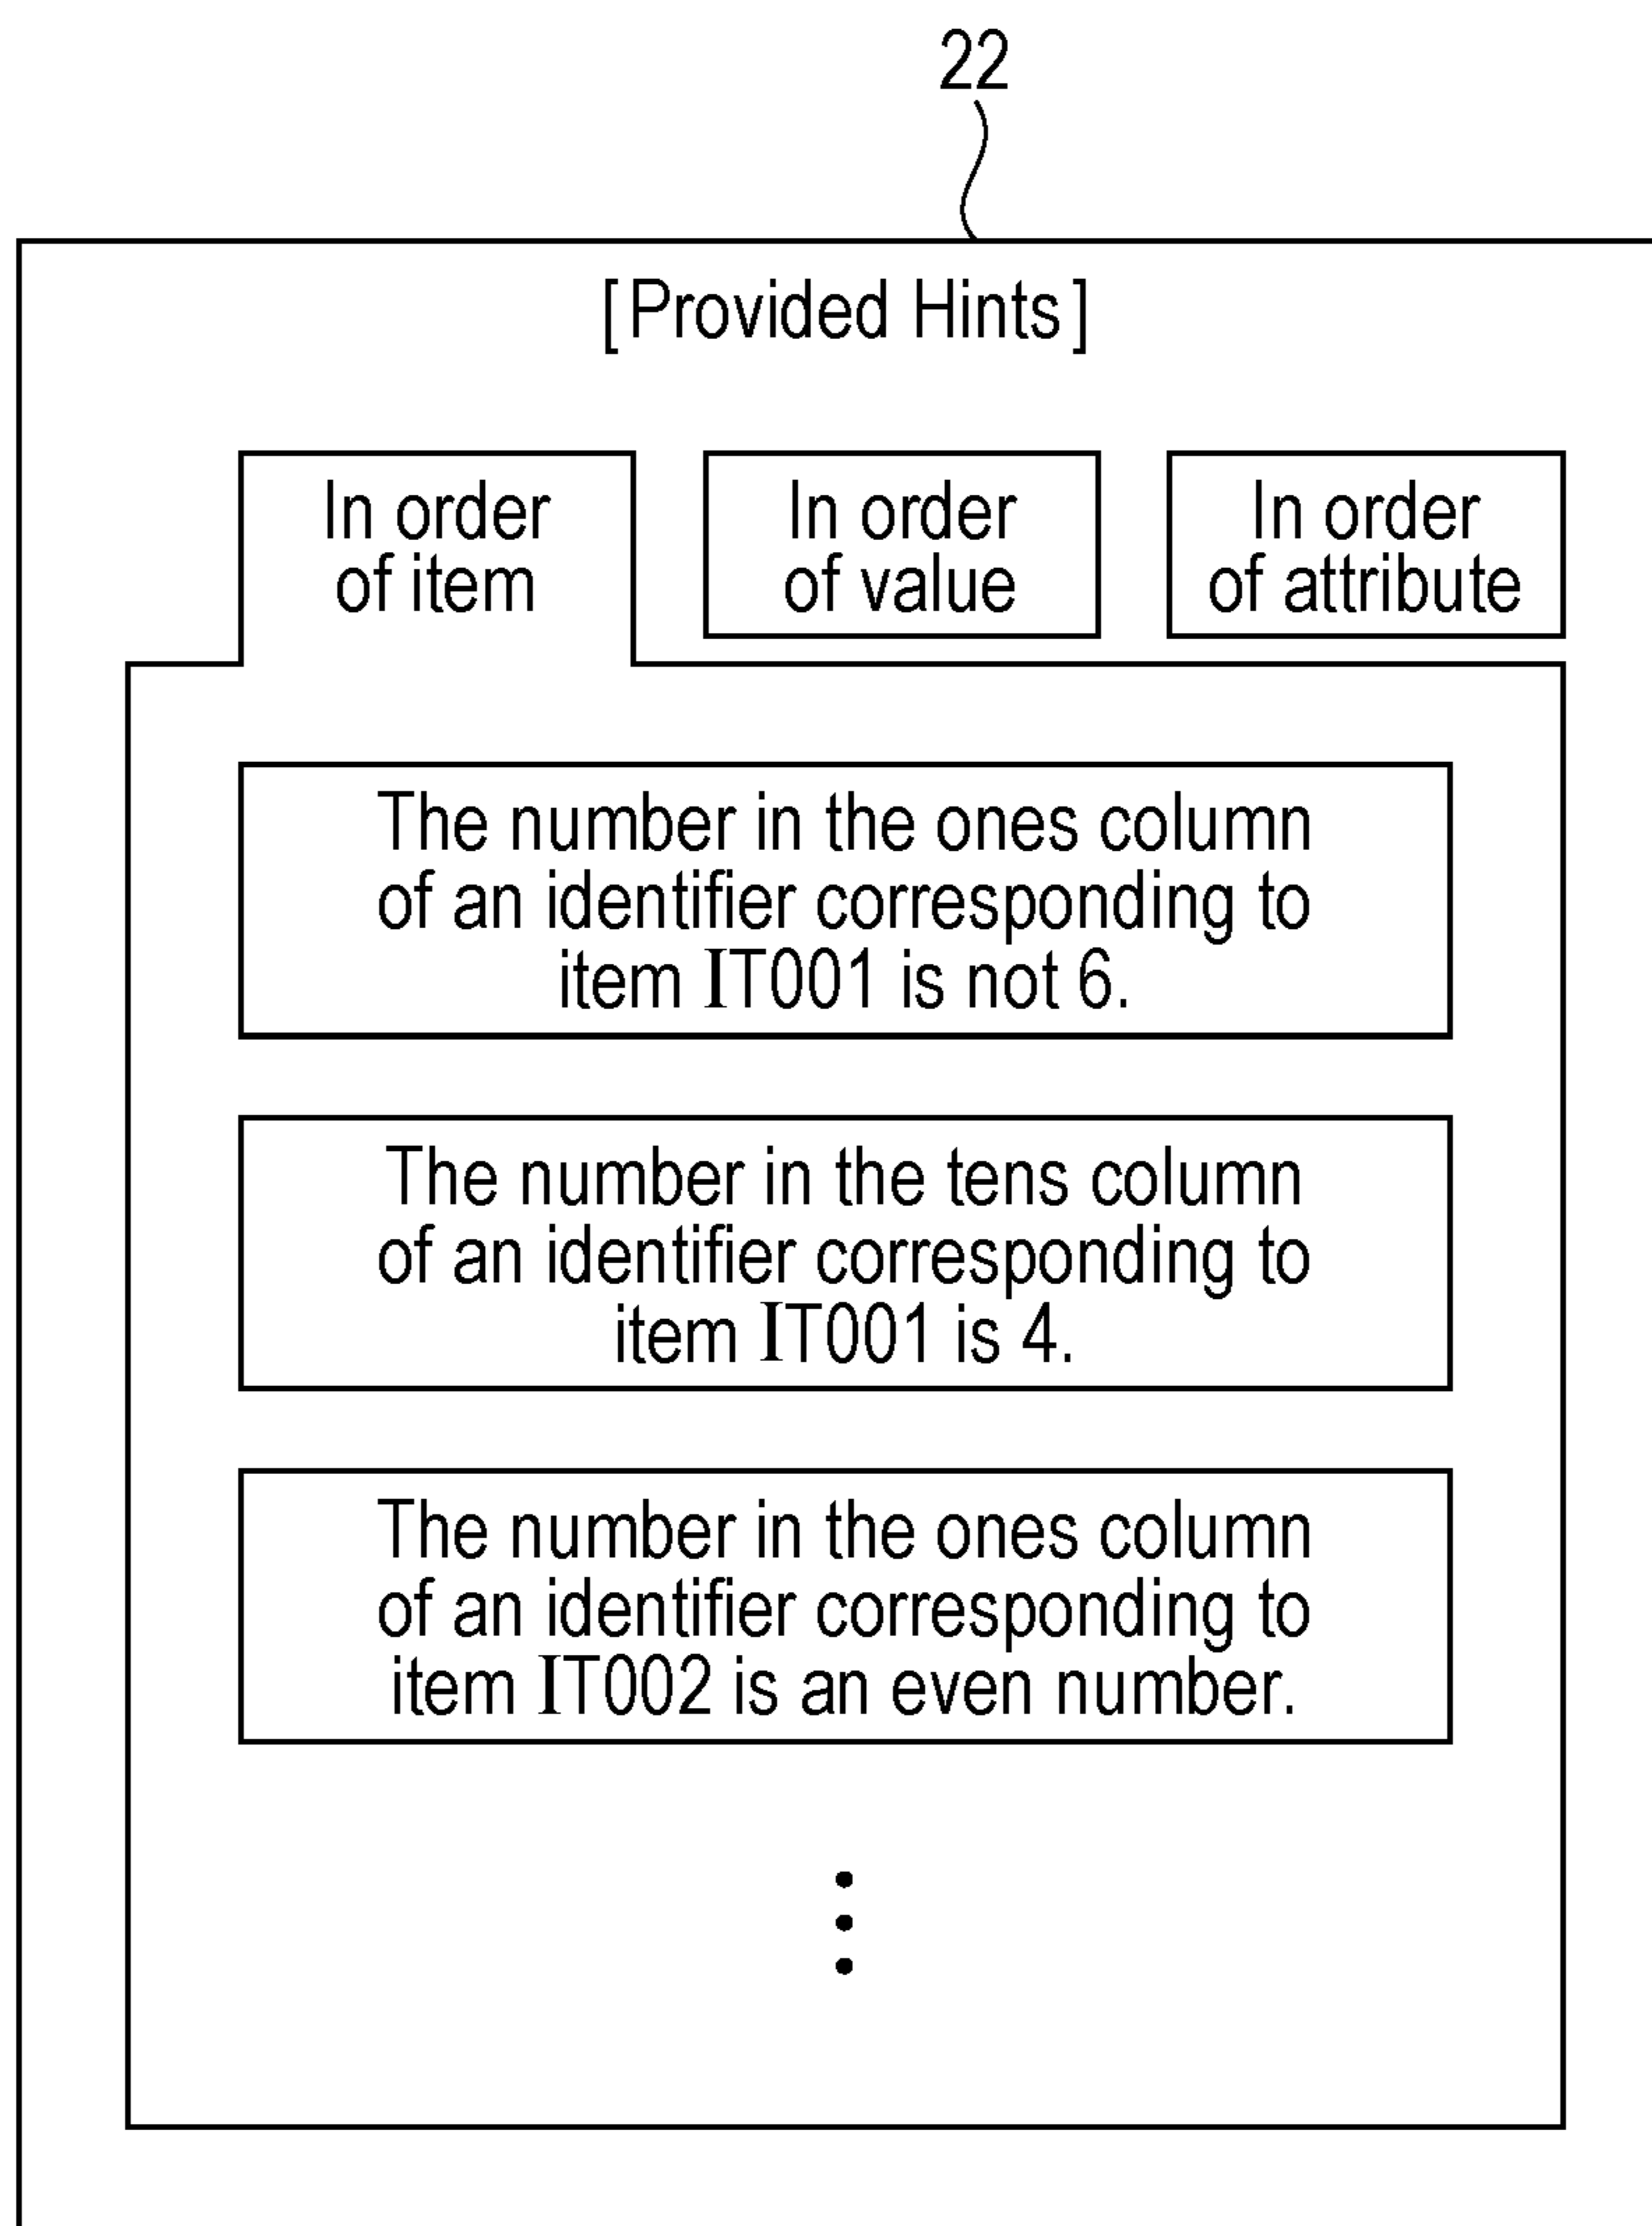 22
[Provided Hints]
In order
of item
In order
of value
In order
of attribute
The number in the ones column
of an identifier corresponding to
item IT001 is not 6.
The number in the tens column
of an identifier corresponding to
item IT001 is 4.
The number in the ones column
of an identifier corresponding to
item IT002 is an even number.